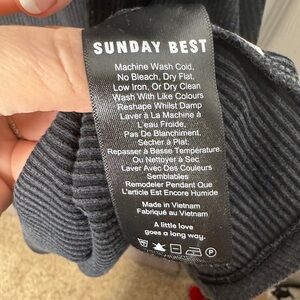 SUNDAY BEST
Machine Wash Cold,
No Bleach, Dry Flat,
Low Iron, Or Dry Clean
Wash With Like Colours
Reshape Whilst Damp
Laver à La Machine à
L'eau Froide,
Pas De Blanchiment,
Sécher à Plat,
Repasser à Basse Température.
Ou Nettoyer à Sec
Laver Avec Des Couleurs
Semblables
Remodeler Pendant Que
L'article Est Encore Humide
Made in Vietnam
Fabriqué au Vietnam
A little love
goes a long way.
P